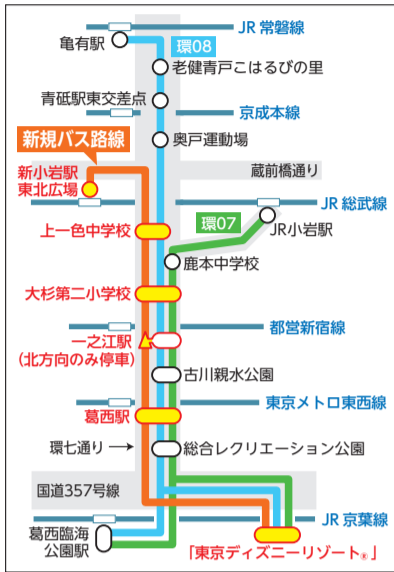 JR 常磐線
亀有駅
環08
老健青戸こはるびの里
青砥駅東交差点
京成本線
新規バス路線
奥戸運動場
新小岩駅
東北広場
蔵前橋通り
JR 総武線
環07
上一色中学校
JR小岩駅
鹿本中学校
大杉第二小学校
都営新宿線
一之江駅
(北方向のみ停車)
古川親水公園
東京メトロ東西線
葛西駅
環七通り→
総合レクリエーション公園
国道357号線
JR 京葉線
葛西臨海
公園駅
「東京ディズニーリゾート®」